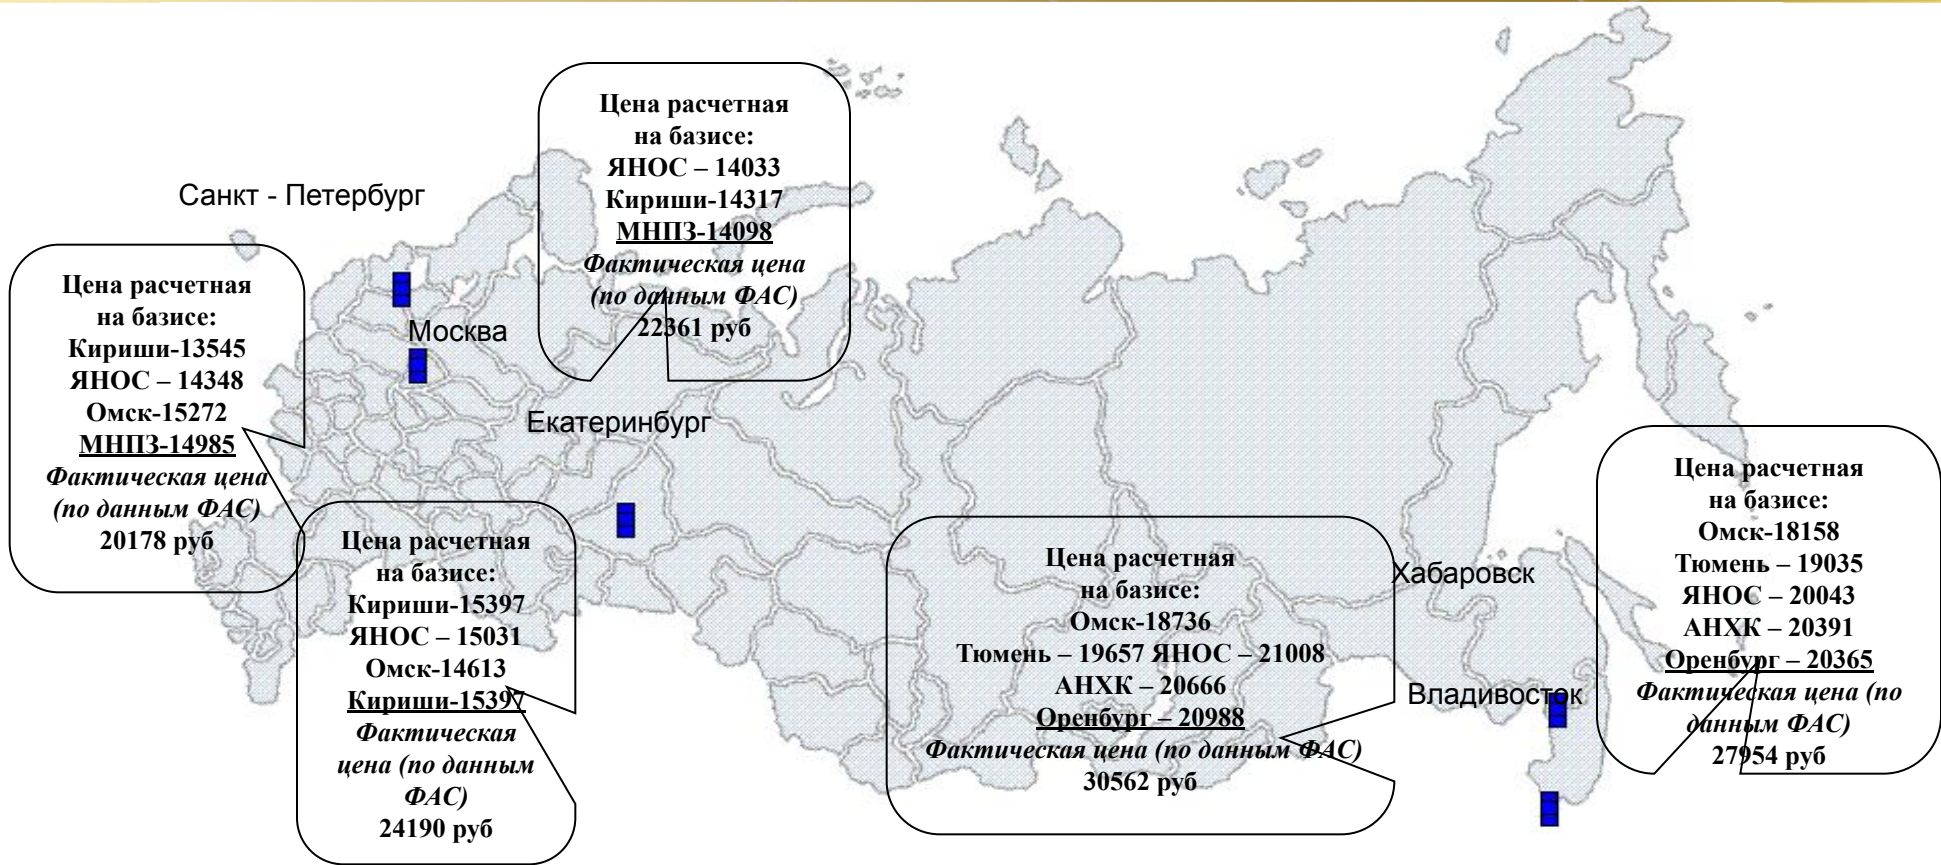 Цена расчетная
на базисе:
ЯНОС – 14033
Кириши-14317
МНПЗ-14098
Фактическая цена
(по данным ФАС)
22361 руб
Санкт - Петербург
Цена расчетная
на базисе:
Кириши-13545
ЯНОС – 14348
Омск-15272
МНПЗ-14985
Фактическая цена
(по данным ФАС)
20178 руб
Москва
Екатеринбург
Цена расчетная
на базисе:
Кириши-15397
ЯНОС – 15031
Омск-14613
Кириши-15397
Фактическая
цена (по данным
ФАС)
24190 руб
Цена расчетная
на базисе:
Омск-18736
Тюмень – 19657 ЯНОС – 21008
АНХК – 20666
Оренбург – 20988
Фактическая цена (по данным ФАС)
30562 руб
Хабаровск
Владивосток
Цена расчетная
на базисе:
Омск-18158
Тюмень – 19035
ЯНОС – 20043
АНХК – 20391
Оренбург – 20365
Фактическая цена (по
данным ФАС)
27954 руб